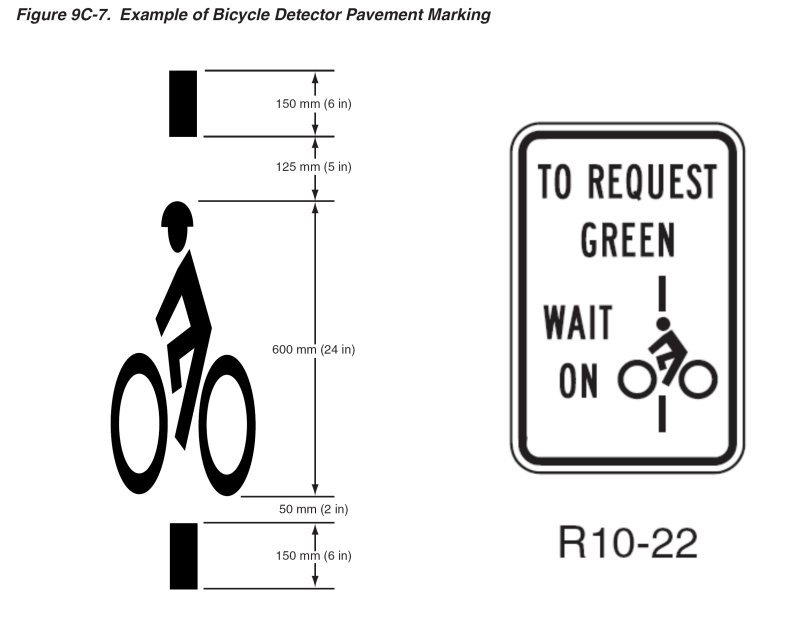 Figure 9C-7. Example of Bicycle Detector Pavement Marking
150 mm (6 in)
125 mm (5 in)
600 mm (24 in)
50 mm (2 in)
150 mm (6 in)
TO REQUEST
GREEN
WAIT
ON
R10-22